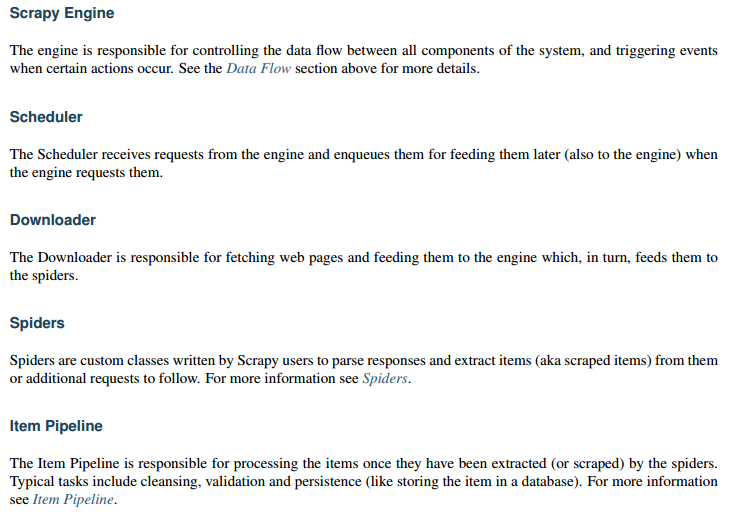 Scrapy Engine
The engine is responsible for controlling the data flow between all components of the system, and triggering events
when certain actions occur. See the Data Flow section above for more details.
Scheduler
The Scheduler receives requests from the engine and enqueues them for feeding them later (also to the engine) when
the engine requests them.
Downloader
The Downloader is responsible for fetching web pages and feeding them to the engine which, in turn, feeds them to
the spiders.
Spiders
Spiders are custom classes written by Scrapy users to parse responses and extract items (aka scraped items) from them
or additional requests to follow. For more information see Spiders.
Item Pipeline
The Item Pipeline is responsible for processing the items once they have been extracted (or scraped) by the spiders.
Typical tasks include cleansing, validation and persistence (like storing the item in a database). For more information
see Item Pipeline.